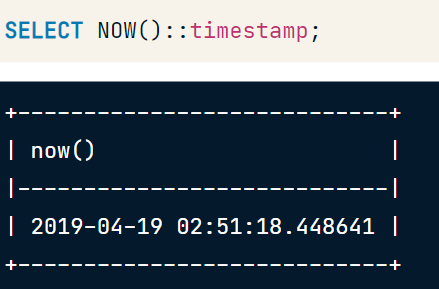 SELECT NOW()::timestamp;
+----------------------------+
| now()                      |
|----------------------------|
| 2019-04-19 02:51:18.448641 |
+----------------------------+